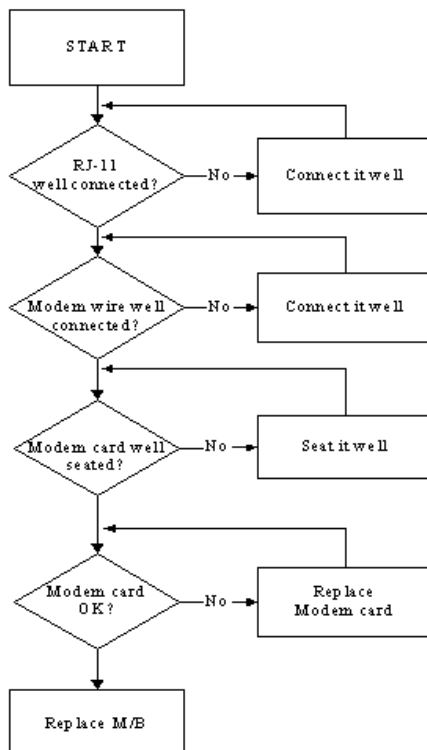 START
RJ-11
well connected?
No
Connect it well
Modem wire well
connected?
No
Connect it well
Modem card well
seated?
No
Seat it well
Modem card
OK?
No
Replace
Modem card
Replace M/B